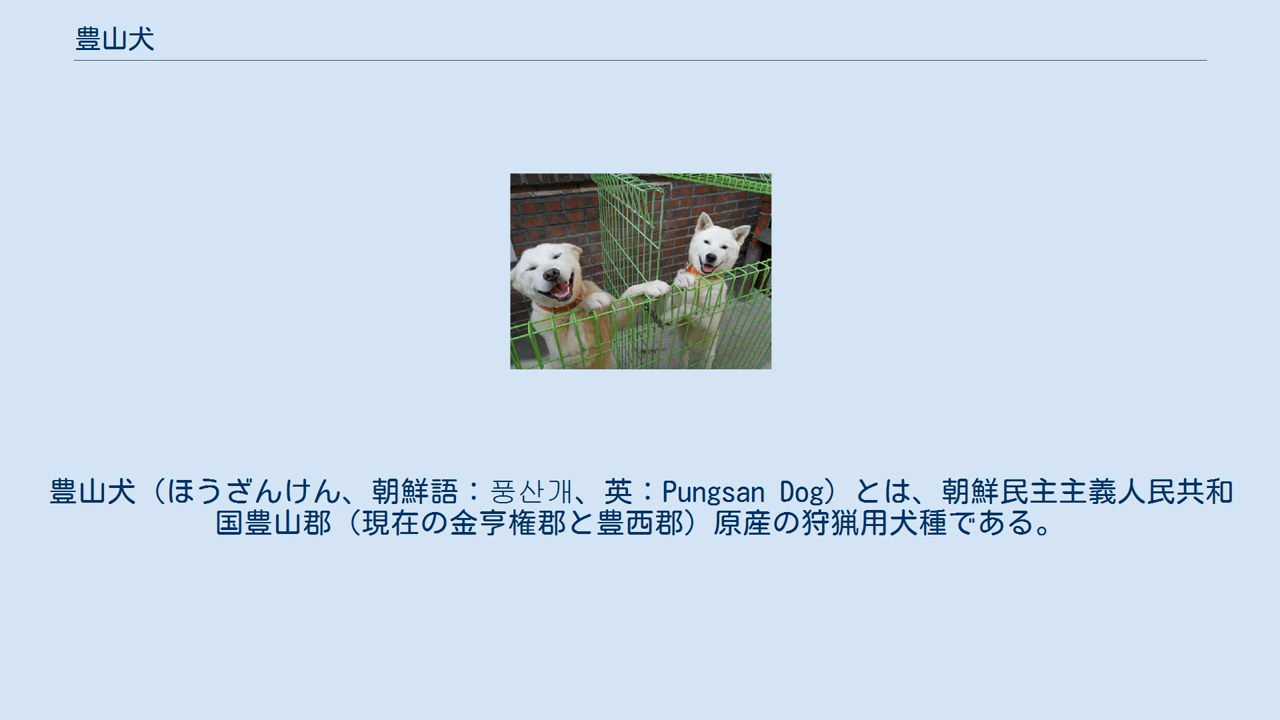 豊山犬
豊山犬（ほうざんけん、朝鮮語：풍산개、英：Pungsan Dog）とは、朝鮮民主主義人民共和
国豊山郡（現在の金亨権郡と豊西郡）原産の狩猟用犬種である。